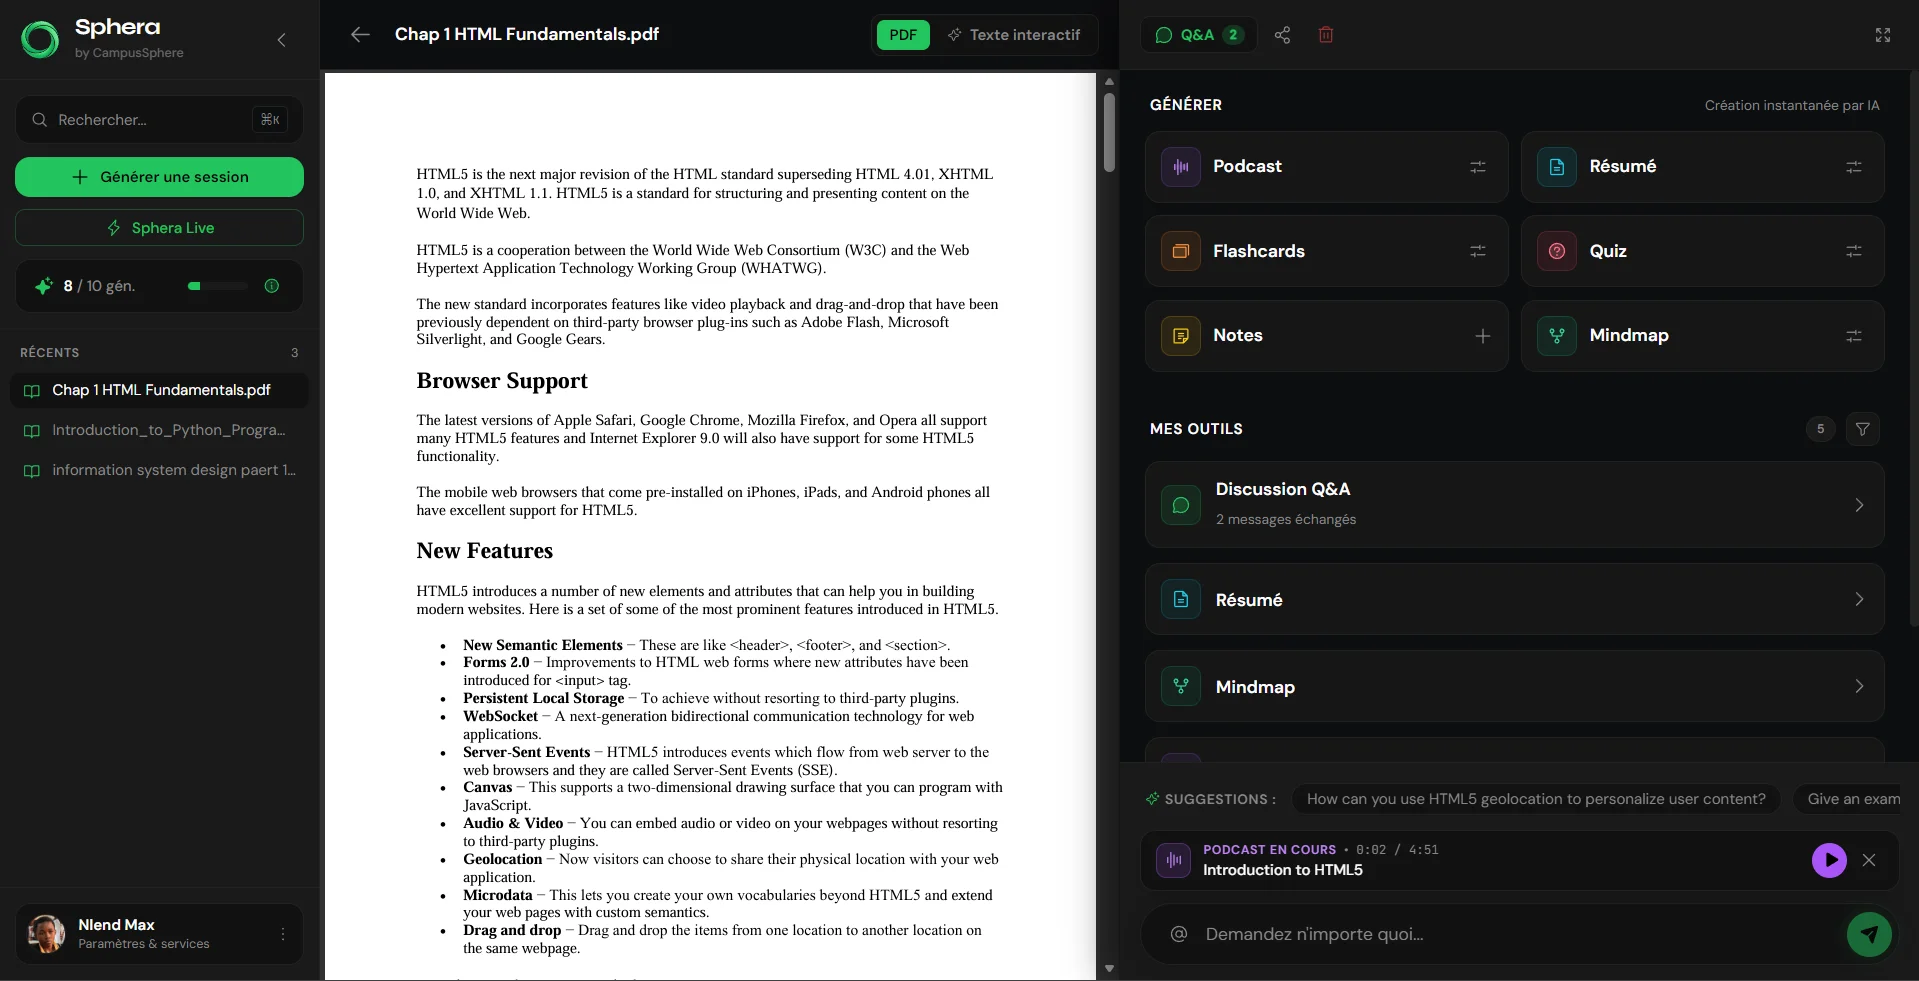 Sphera
by CampusSphere
Rechercher...
⌘K
Générer une session
Sphera Live
8 / 10 gén.
RÉCENTS 3
Chap 1 HTML Fundamentals.pdf
Introduction_to_Python_Progra...
information system design paert 1...
Nlend Max
Paramètres & services
Chap 1 HTML Fundamentals.pdf
PDF
Texte interactif
HTML5 is the next major revision of the HTML standard superseding HTML 4.01, XHTML
1.0, and XHTML 1.1. HTML5 is a standard for structuring and presenting content on the
World Wide Web.
HTML5 is a cooperation between the World Wide Web Consortium (W3C) and the Web
Hypertext Application Technology Working Group (WHATWG).
The new standard incorporates features like video playback and drag-and-drop that have been
previously dependent on third-party browser plug-ins such as Adobe Flash, Microsoft
Silverlight, and Google Gears.
Browser Support
The latest versions of Apple Safari, Google Chrome, Mozilla Firefox, and Opera all support
many HTML5 features and Internet Explorer 9.0 will also have support for some HTML5
functionality.
The mobile web browsers that come pre-installed on iPhones, iPads, and Android phones all
have excellent support for HTML5.
New Features
HTML5 introduces a number of new elements and attributes that can help you in building
modern websites. Here is a set of some of the most prominent features introduced in HTML5.
• New Semantic Elements − These are like <header>, <footer>, and <section>.
• Forms 2.0 − Improvements to HTML web forms where new attributes have been
introduced for <input> tag.
• Persistent Local Storage − To achieve without resorting to third-party plugins.
• WebSocket − A next-generation bidirectional communication technology for web
applications.
• Server-Sent Events − HTML5 introduces events which flow from web server to the
web browsers and they are called Server-Sent Events (SSE).
• Canvas − This supports a two-dimensional drawing surface that you can program with
JavaScript.
• Audio & Video − You can embed audio or video on your webpages without resorting
to third-party plugins.
• Geolocation − Now visitors can choose to share their physical location with your web
application.
• Microdata − This lets you create your own vocabularies beyond HTML5 and extend
your web pages with custom semantics.
• Drag and drop − Drag and drop the items from one location to another location on
the same webpage.
Q&A 2
GÉNÉRER
Création instantanée par IA
Podcast
Résumé
Flashcards
Quiz
Notes
Mindmap
MES OUTILS
5
Discussion Q&A
2 messages échangés
Résumé
Mindmap
SUGGESTIONS :
How can you use HTML5 geolocation to personalize user content?
Give an exam
PODCAST EN COURS • 0:02 / 4:51
Introduction to HTML5
@ Demandez n'importe quoi...